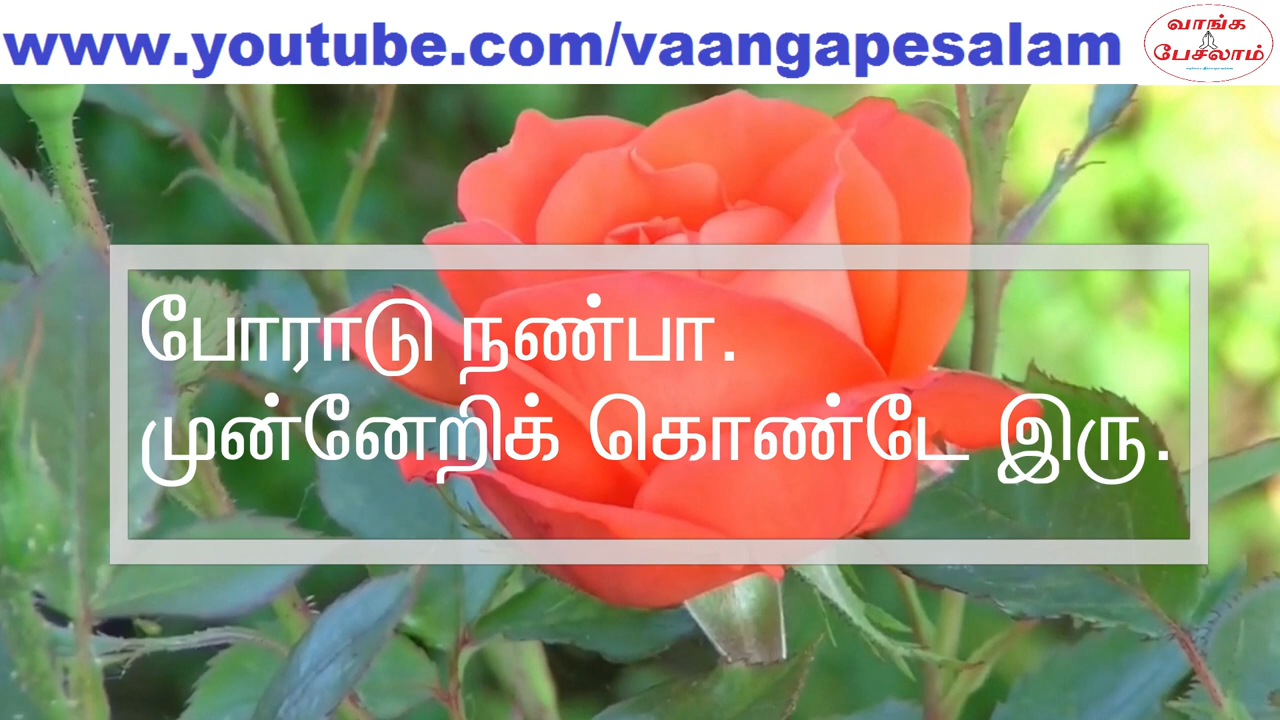 www.youtube.com/vaangapesalam
வாங்க
பேசலாம்
போராடு நண்பா.
முன்னேறிக் கொண்டே இரு.